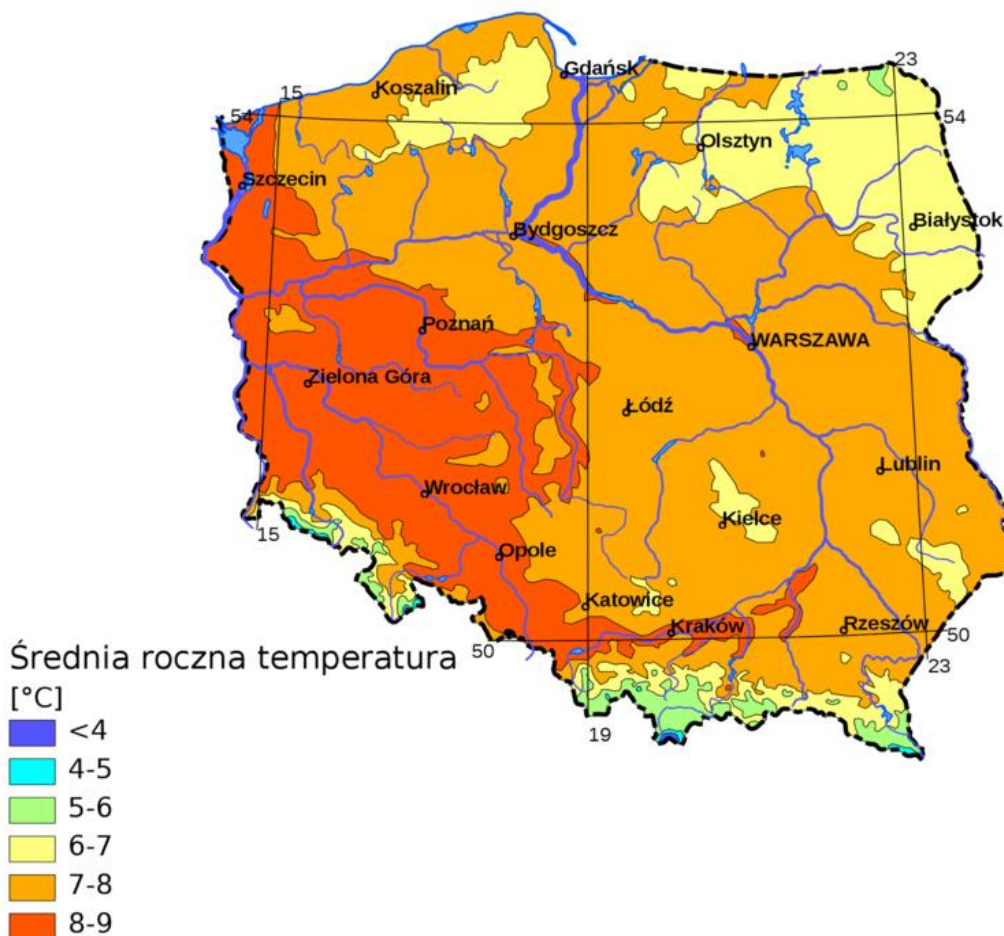 Gdańsk
23
15
Koszalin
54
54
Olsztyn
Szczecin
Białystok
Bydgoszcz
Poznań
WARSZAWA
Zielona Góra
Łódź
Lublin
Wrocław
Kielce
15
Opole
Katowice
Kraków
Rzeszów
50
50
23
19
Średnia roczna temperatura
[°C]
<4
4-5
5-6
6-7
7-8
8-9